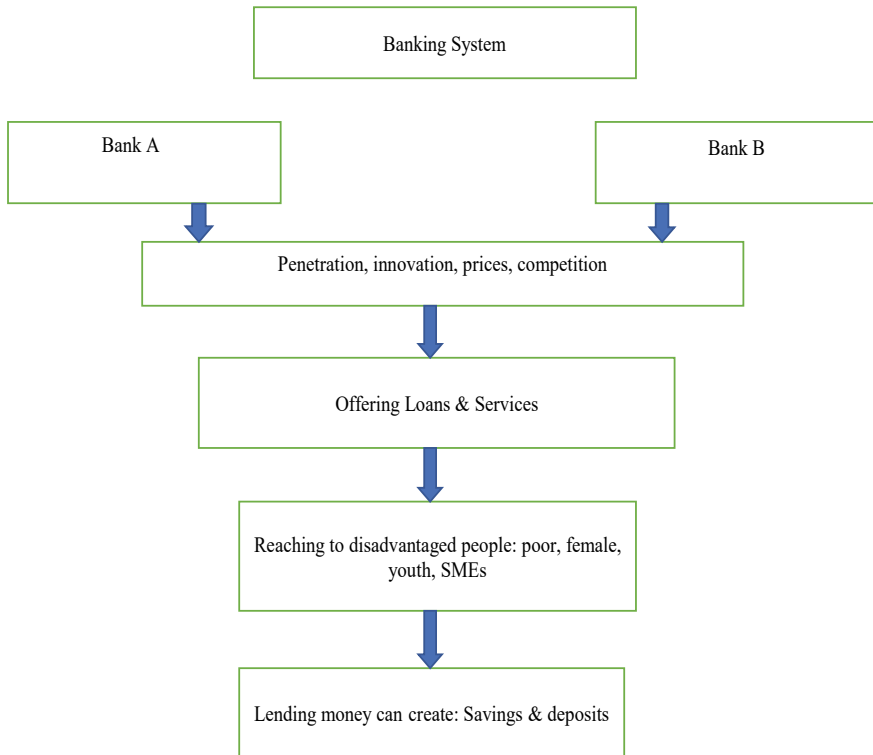 Banking System
Bank A
Bank B
Penetration, innovation, prices, competition
Offering Loans & Services
Reaching to disadvantaged people: poor, female,
youth, SMEs
Lending money can create: Savings & deposits